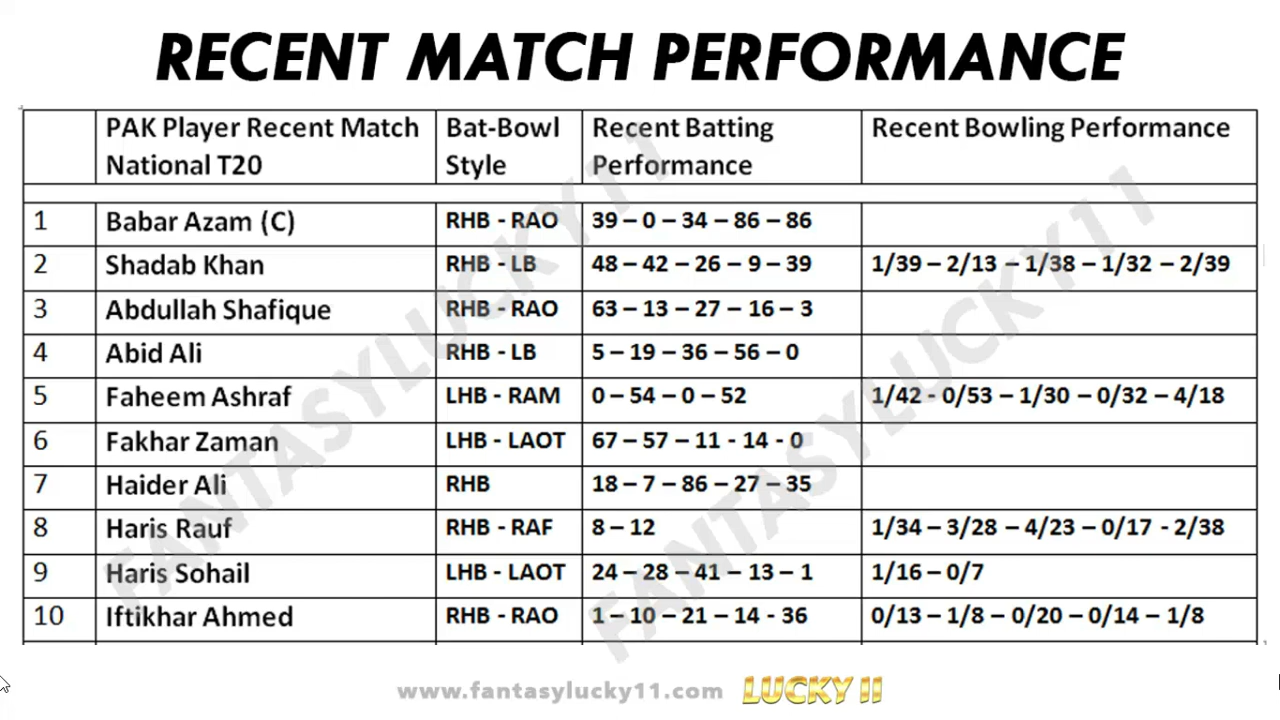 RECENT MATCH PERFORMANCE
PAK Player Recent Match National T20 Bat-Bowl Style Recent Batting Performance Recent Bowling Performance
1 Babar Azam (C) RHB - RAO 39 – 0 – 34 – 86 – 86
2 Shadab Khan RHB - LB 48 – 42 – 26 – 9 – 39 1/39 – 2/13 – 1/38 – 1/32 – 2/39
3 Abdullah Shafique RHB - RAO 63 – 13 – 27 – 16 – 3
4 Abid Ali RHB - LB 5 – 19 – 36 – 56 – 0
5 Faheem Ashraf LHB - RAM 0 – 54 – 0 – 52 1/42 - 0/53 – 1/30 – 0/32 – 4/18
6 Fakhar Zaman LHB - LAOT 67 – 57 – 11 - 14 - 0
7 Haider Ali RHB 18 – 7 – 86 – 27 – 35
8 Haris Rauf RHB - RAF 8 – 12 1/34 – 3/28 – 4/23 – 0/17 - 2/38
9 Haris Sohail LHB - LAOT 24 – 28 – 41 – 13 – 1 1/16 – 0/7
10 Iftikhar Ahmed RHB - RAO 1 – 10 – 21 – 14 - 36 0/13 – 1/8 – 0/20 – 0/14 – 1/8
FANTASYLUCKY11
FANTASYLUCKY11
www.fantasylucky11.com LUCKY 11